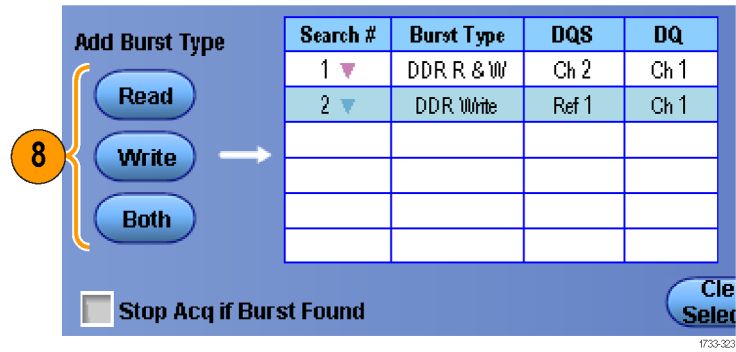 Add Burst Type
Search # Burst Type DQS DQ
1 DDR R & W Ch 2 Ch 1
Read
2 DDR Write Ref 1 Ch 1
8
Write
Both
Stop Acq if Burst Found
Cle
Selec
1733-323